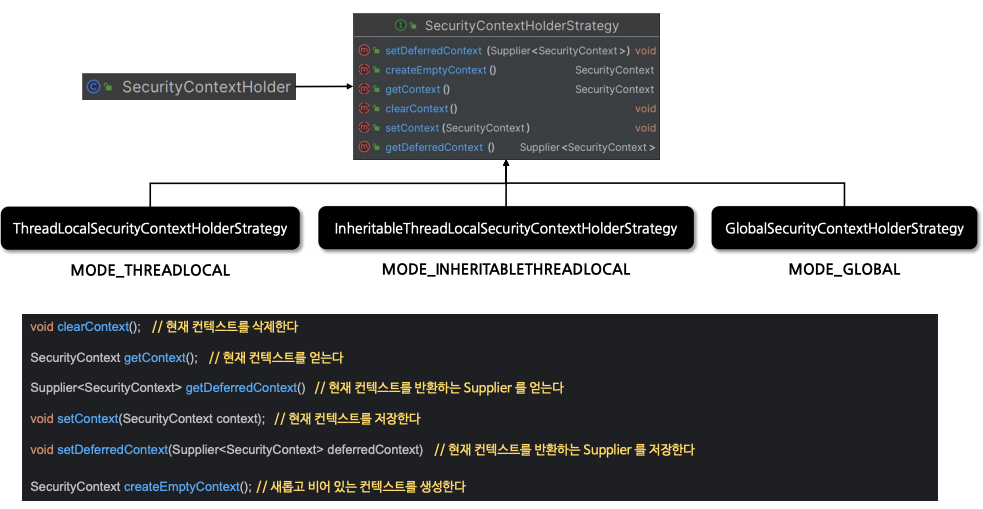 SecurityContextHolderStrategy
setDeferredContext (Supplier<SecurityContext>) void
createEmptyContext () SecurityContext
SecurityContextHolder
getContext () SecurityContext
clearContext () void
setContext (SecurityContext) void
getDeferredContext () Supplier<SecurityContext>
ThreadLocalSecurityContextHolderStrategy
InheritableThreadLocalSecurityContextHolderStrategy
GlobalSecurityContextHolderStrategy
MODE_THREADLOCAL
MODE_INHERITABLETHREADLOCAL
MODE_GLOBAL
void clearContext(); // 현재 컨텍스트를 삭제한다
SecurityContext getContext(); // 현재 컨텍스트를 얻는다
Supplier<SecurityContext> getDeferredContext() // 현재 컨텍스트를 반환하는 Supplier 를 얻는다
void setContext(SecurityContext context); // 현재 컨텍스트를 저장한다
void setDeferredContext(Supplier<SecurityContext> deferredContext) // 현재 컨텍스트를 반환하는 Supplier 를 저장한다
SecurityContext createEmptyContext(); // 새롭고 비어 있는 컨텍스트를 생성한다